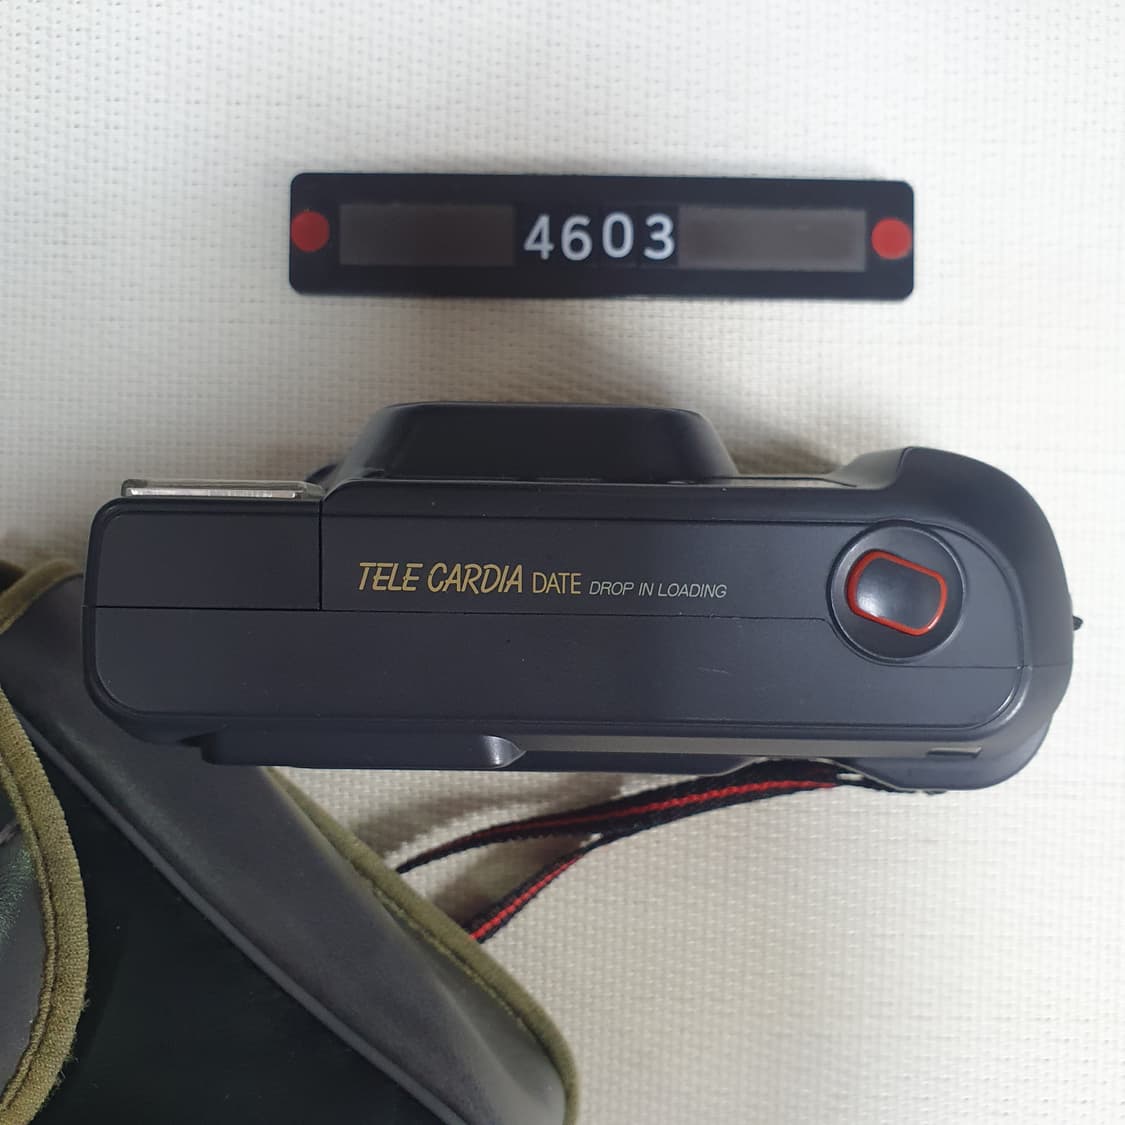 4603
TELE CARDIA DATE DROP IN LOADING